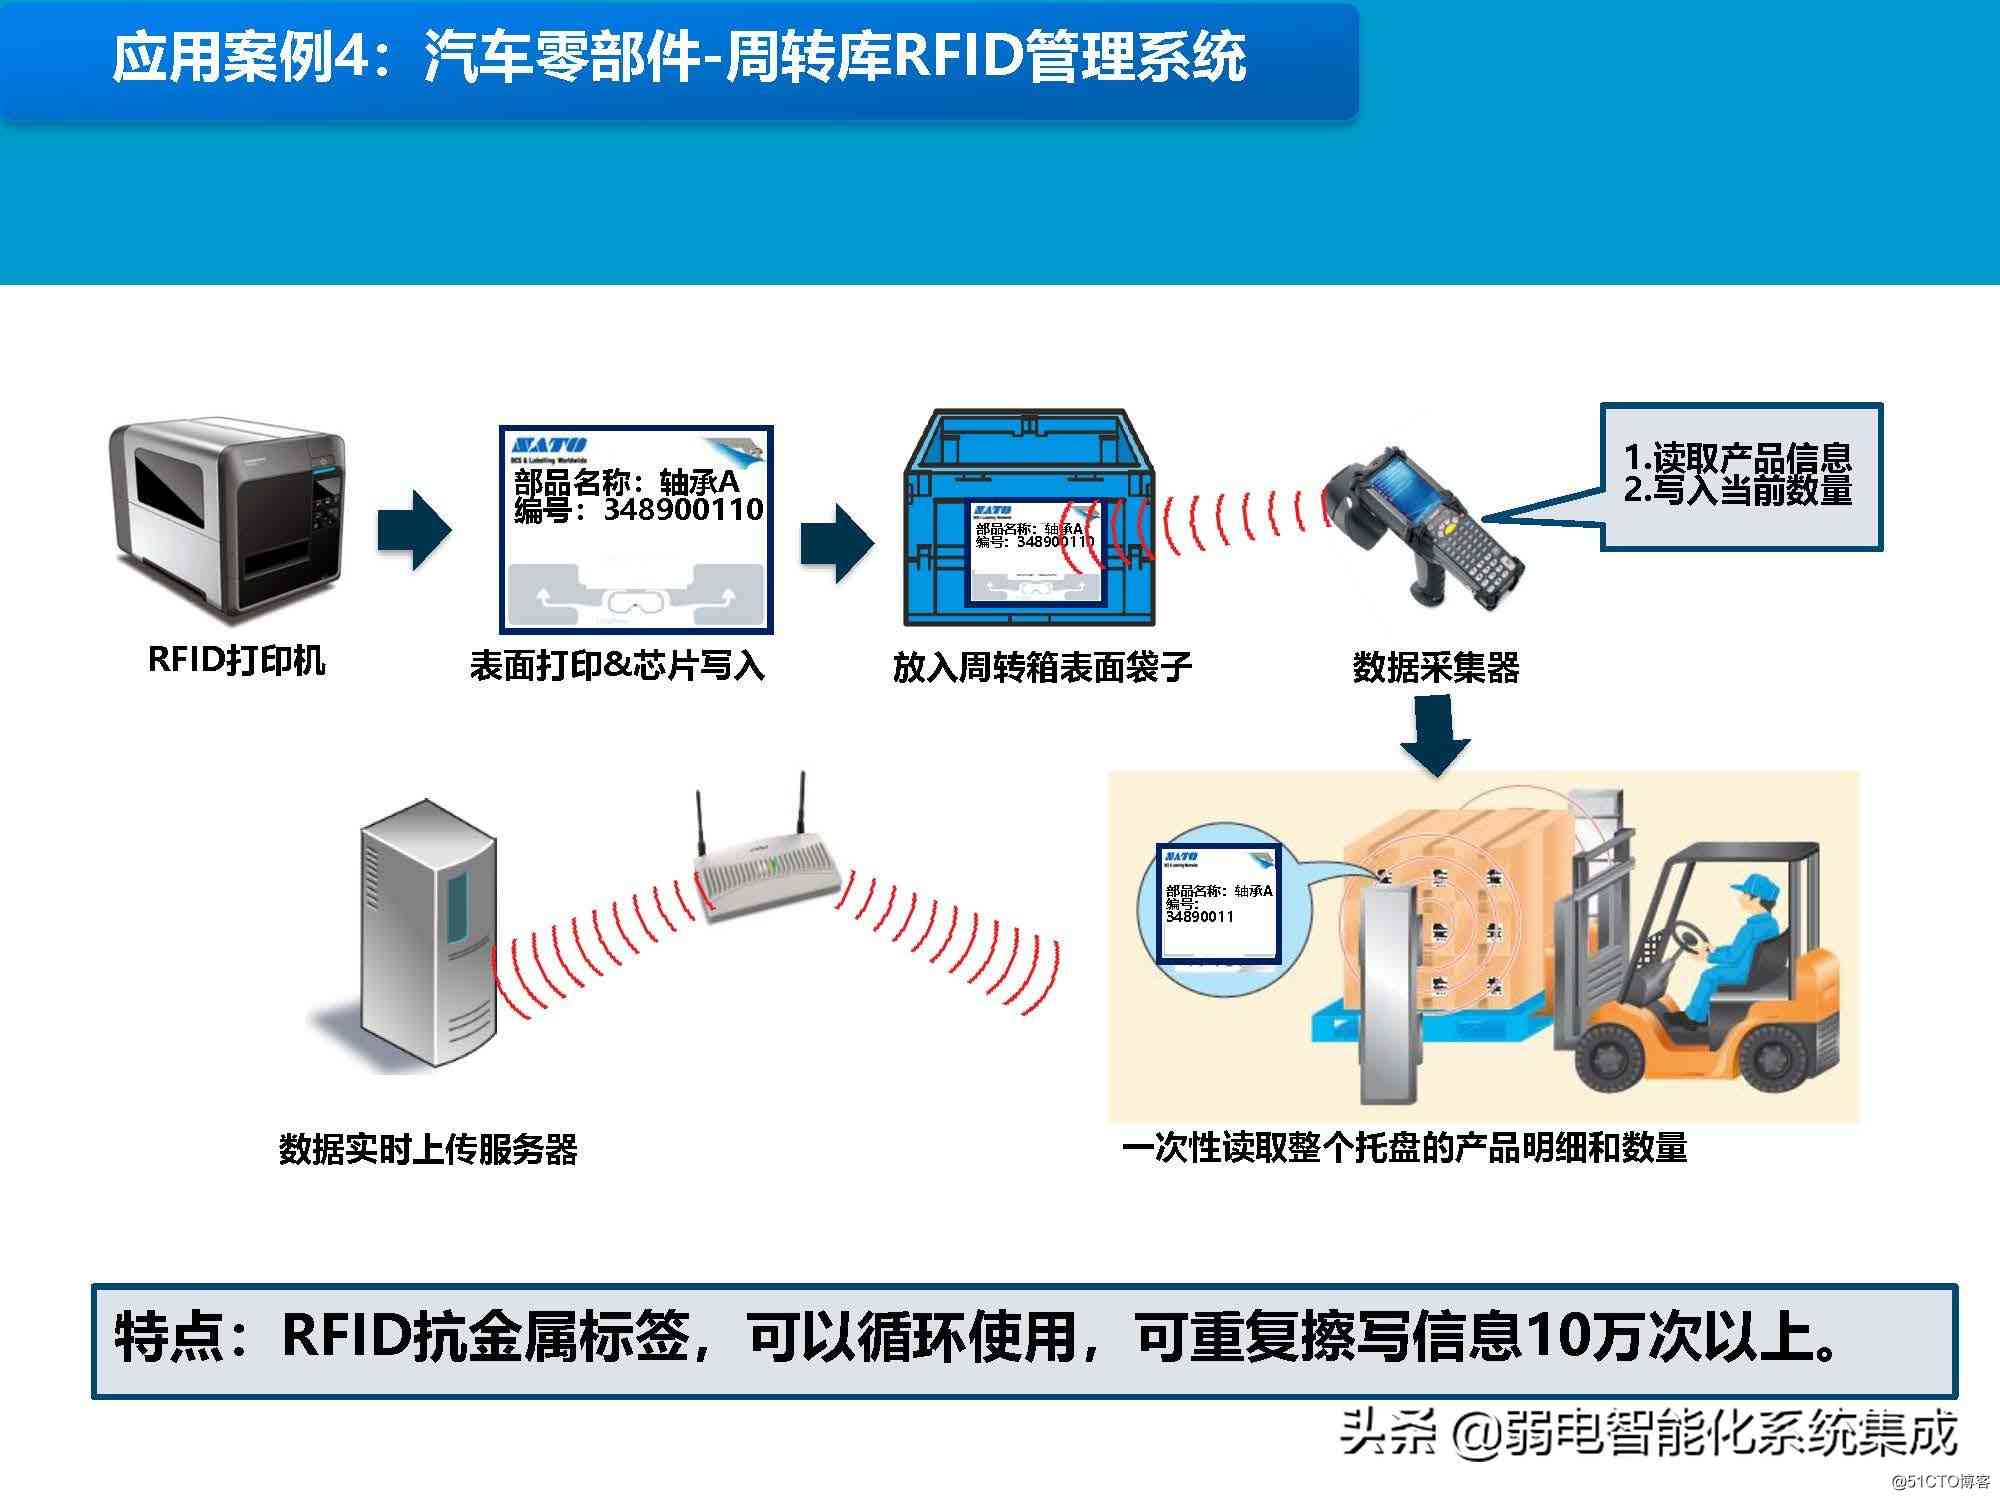 应用案例4：汽车零部件-周转库RFID管理系统
SATO
DCS & Labelling Worldwide
部品名称：轴承A
编号：348900110
SATO
部品名称：轴承A
编号：348900110
1.读取产品信息
2.写入当前数量
RFID打印机
表面打印&芯片写入
放入周转箱表面袋子
数据采集器
SATO
部品名称：轴承A
编号：
34890011
数据实时上传服务器
一次性读取整个托盘的产品明细和数量
特点：RFID抗金属标签，可以循环使用，可重复擦写信息10万次以上。
头条 @弱电智能化系统集成
@51CTO博客